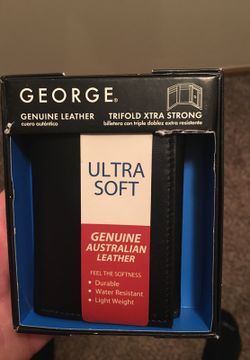 GEORGE®
GENUINE LEATHER
cuero auténtico
TRIFOLD XTRA STRONG
billetera con triple doblez extra resistente
ULTRA
SOFT
GENUINE
AUSTRALIAN
LEATHER
FEEL THE SOFTNESS
• Durable
• Water Resistant
• Light Weight